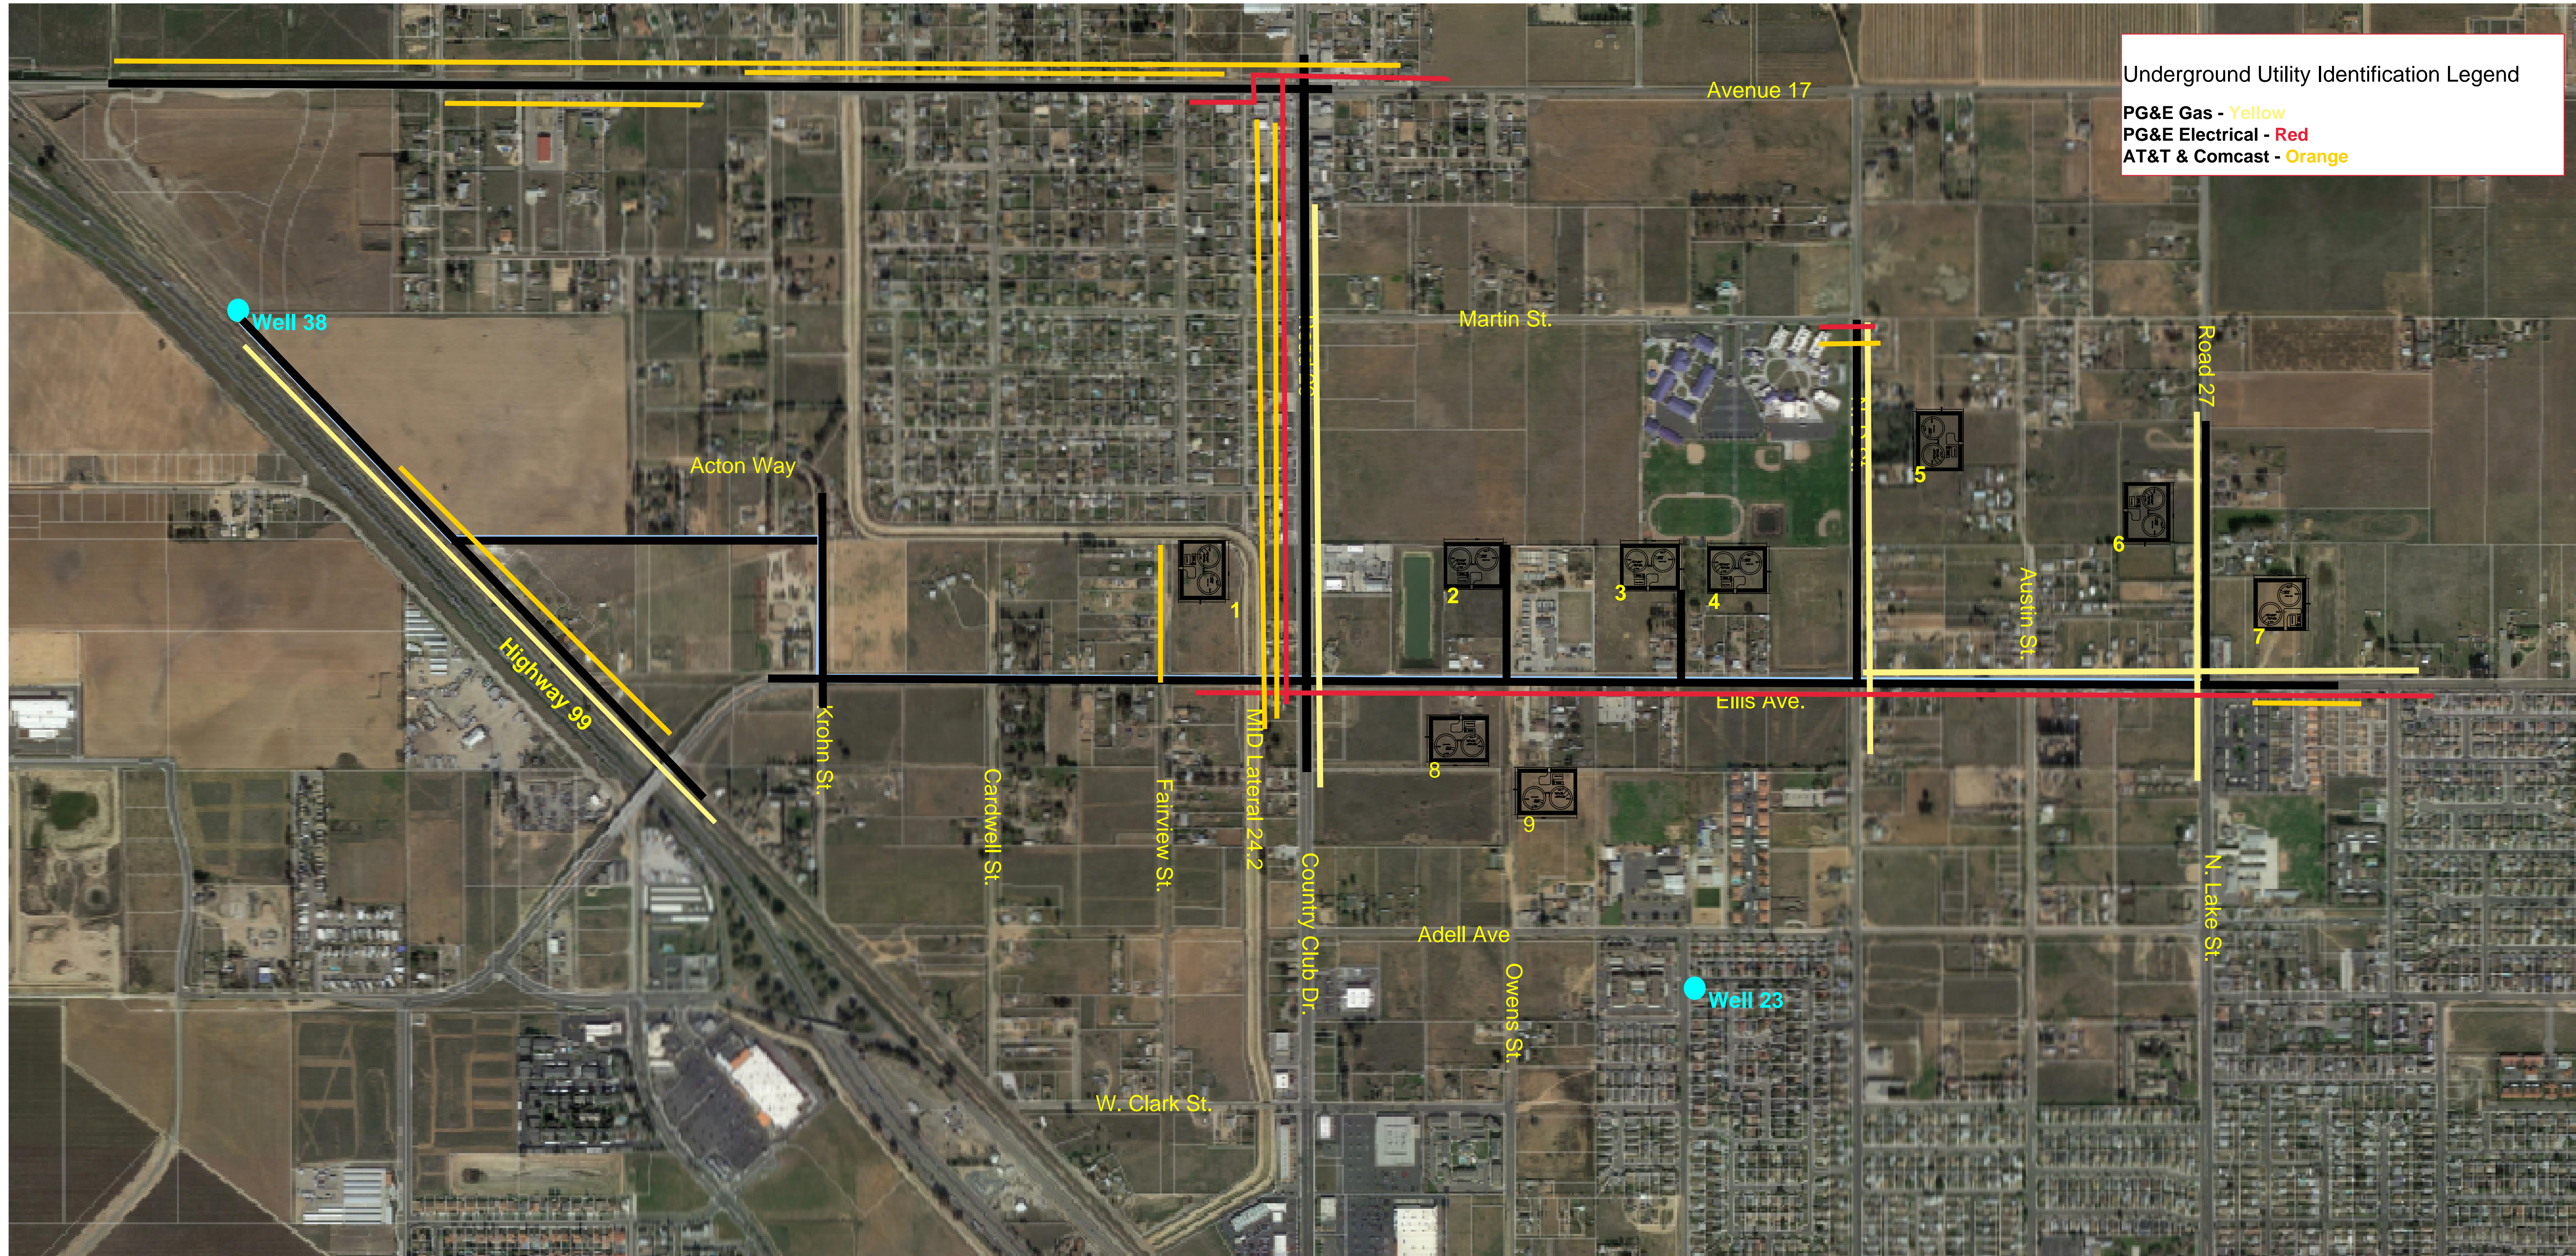 Underground Utility Identification Legend
PG&E Gas - Yellow
PG&E Electrical - Red
AT&T & Comcast - Orange
Avenue 17
Well 38
Martin St.
Road 27
Acton Way
5
6
Highway 99
1
2
3
4
Austin St.
7
Krohn St.
Ellis Ave.
MID Lateral 24.2
8
Cardwell St.
Fairview St.
9
Country Club Dr.
N. Lake St.
Adell Ave
Owens St.
Well 23
W. Clark St.